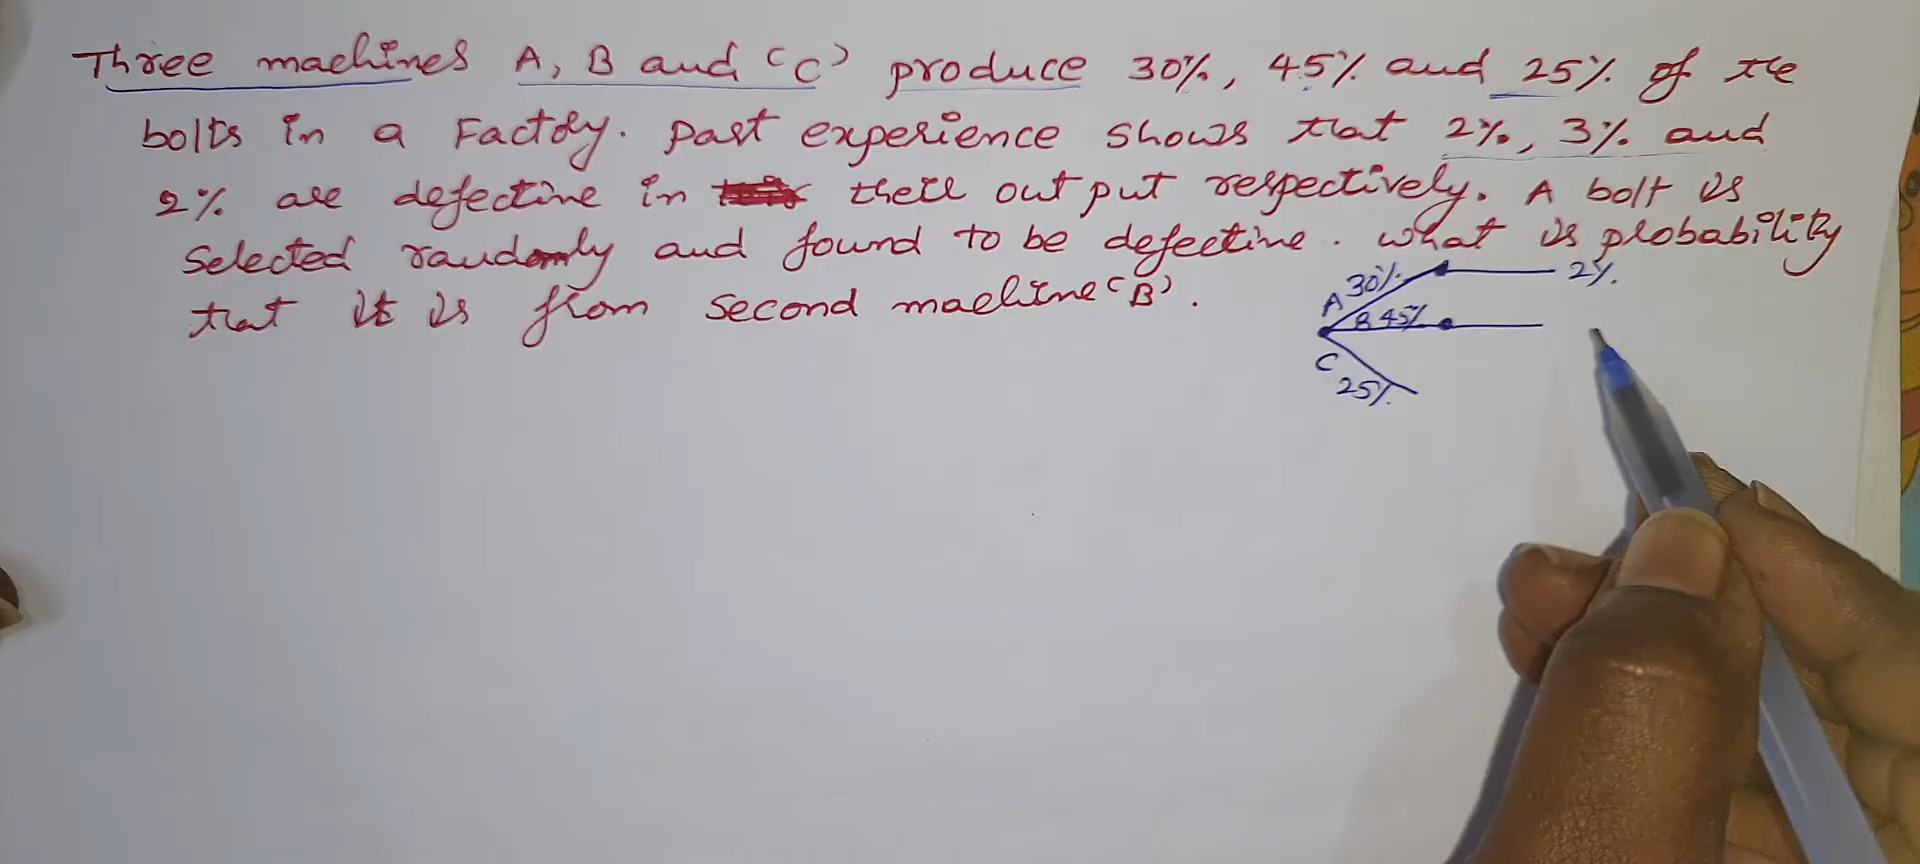 Three machines A, B and (C) produce 30%, 45% and 25% of the
bolts in a Factory. past experience shows that 2%, 3% and
2% are defective in their out put respectively. A bolt is
selected randomly and found to be defective. what is probability
that it is from second machine (B).
A 30% 2%.
B 45%
C
25%.